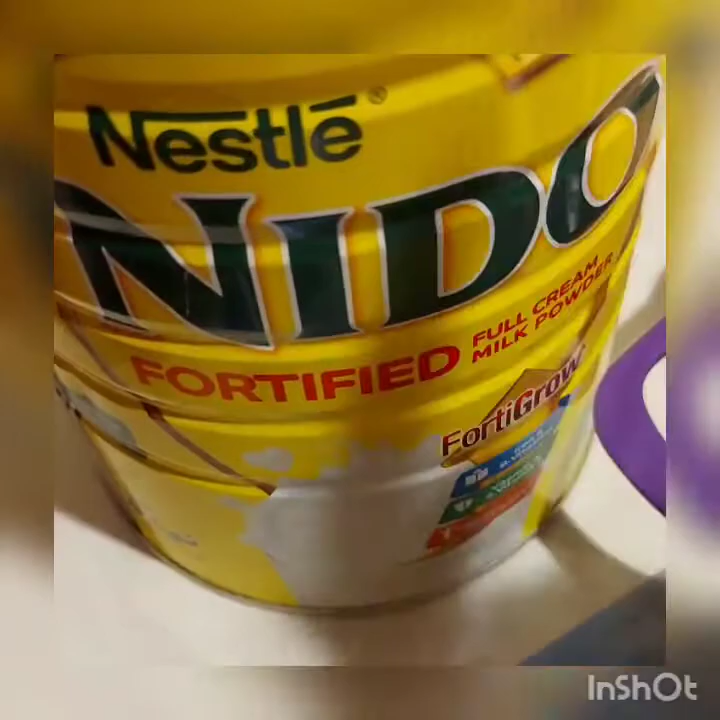 Nestlé®
NIDO
FORTIFIED
FULL CREAM
MILK POWDER
FortiGrow
InShOt